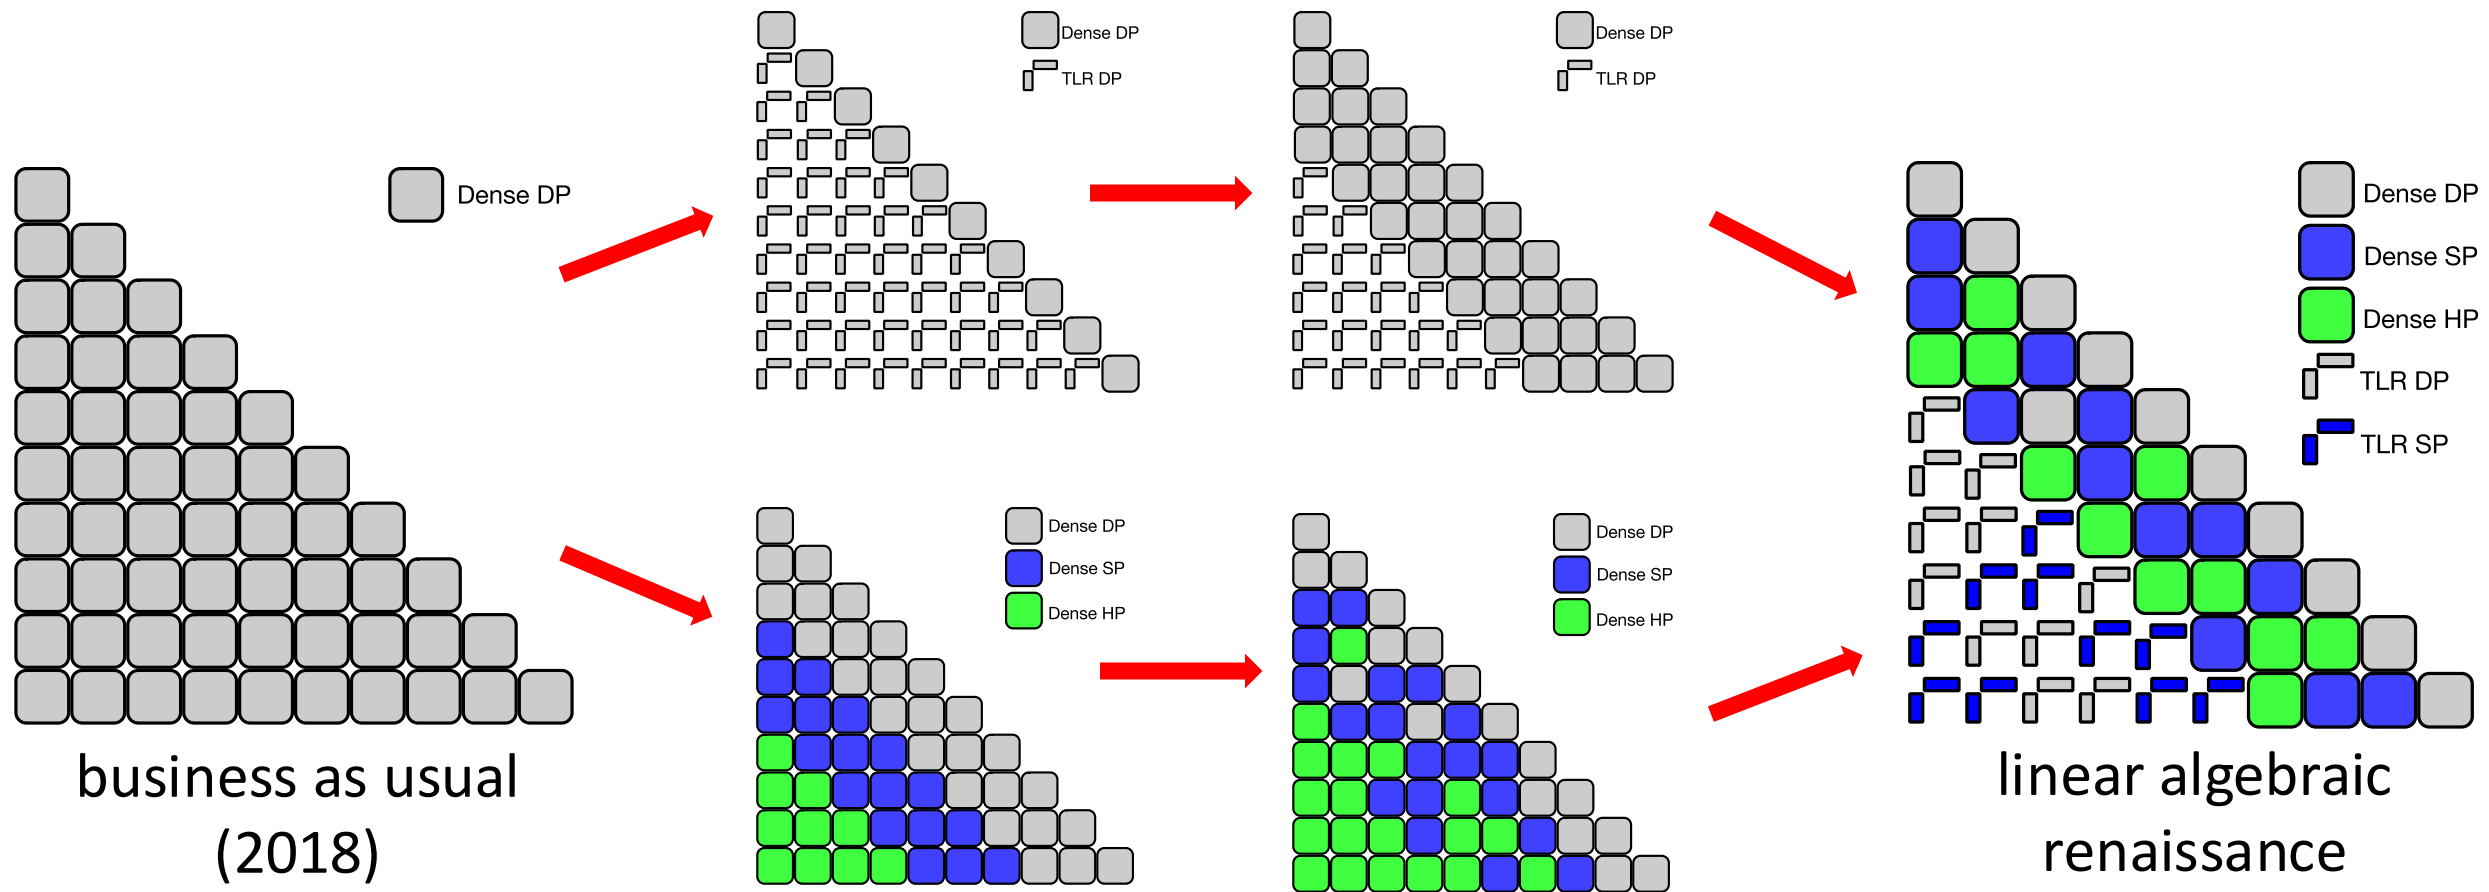 Dense DP
business as usual
(2018)
Dense DP
TLR DP
Dense DP
TLR DP
Dense DP
Dense SP
Dense HP
Dense DP
Dense SP
Dense HP
Dense DP
Dense SP
Dense HP
TLR DP
TLR SP
linear algebraic
renaissance